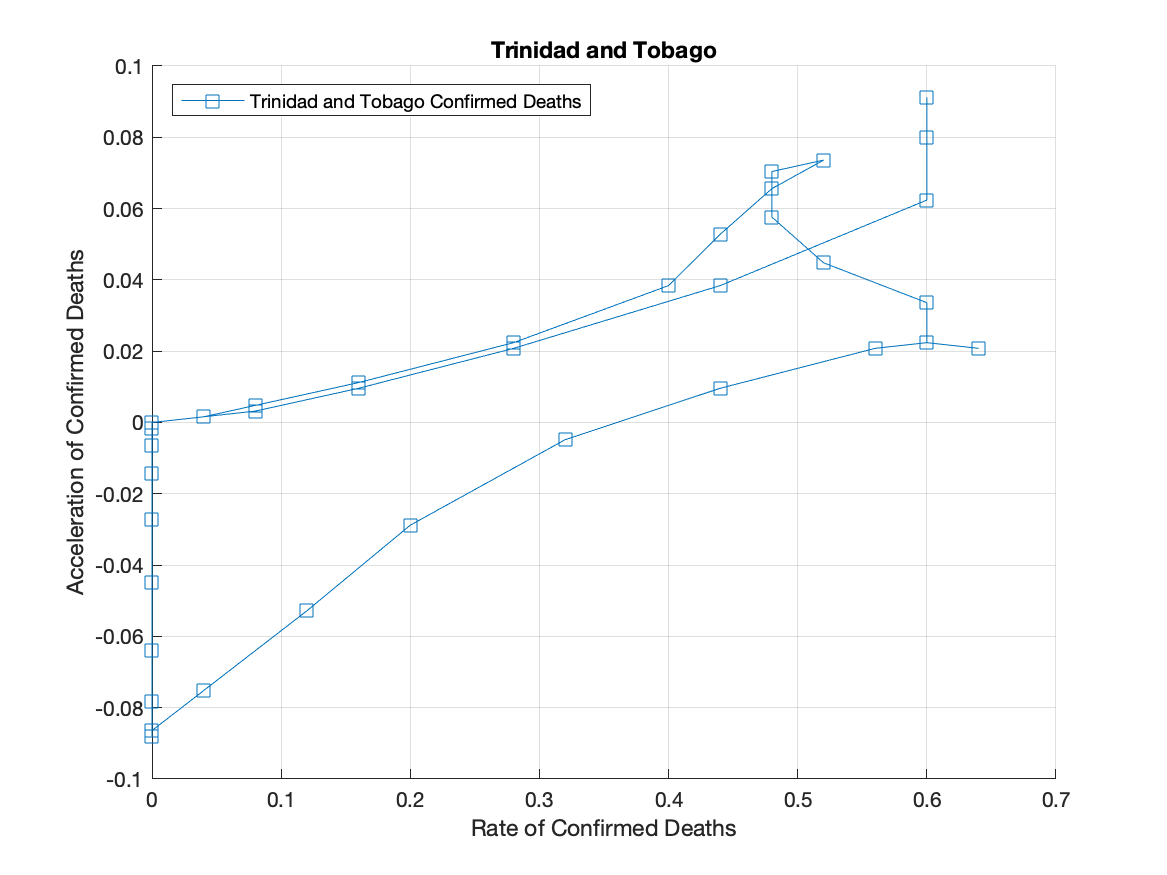 Trinidad and Tobago
Trinidad and Tobago Confirmed Deaths
0.1
0.08
0.06
0.04
0.02
0
-0.02
-0.04
-0.06
-0.08
-0.1
Acceleration of Confirmed Deaths
0 0.1 0.2 0.3 0.4 0.5 0.6 0.7
Rate of Confirmed Deaths